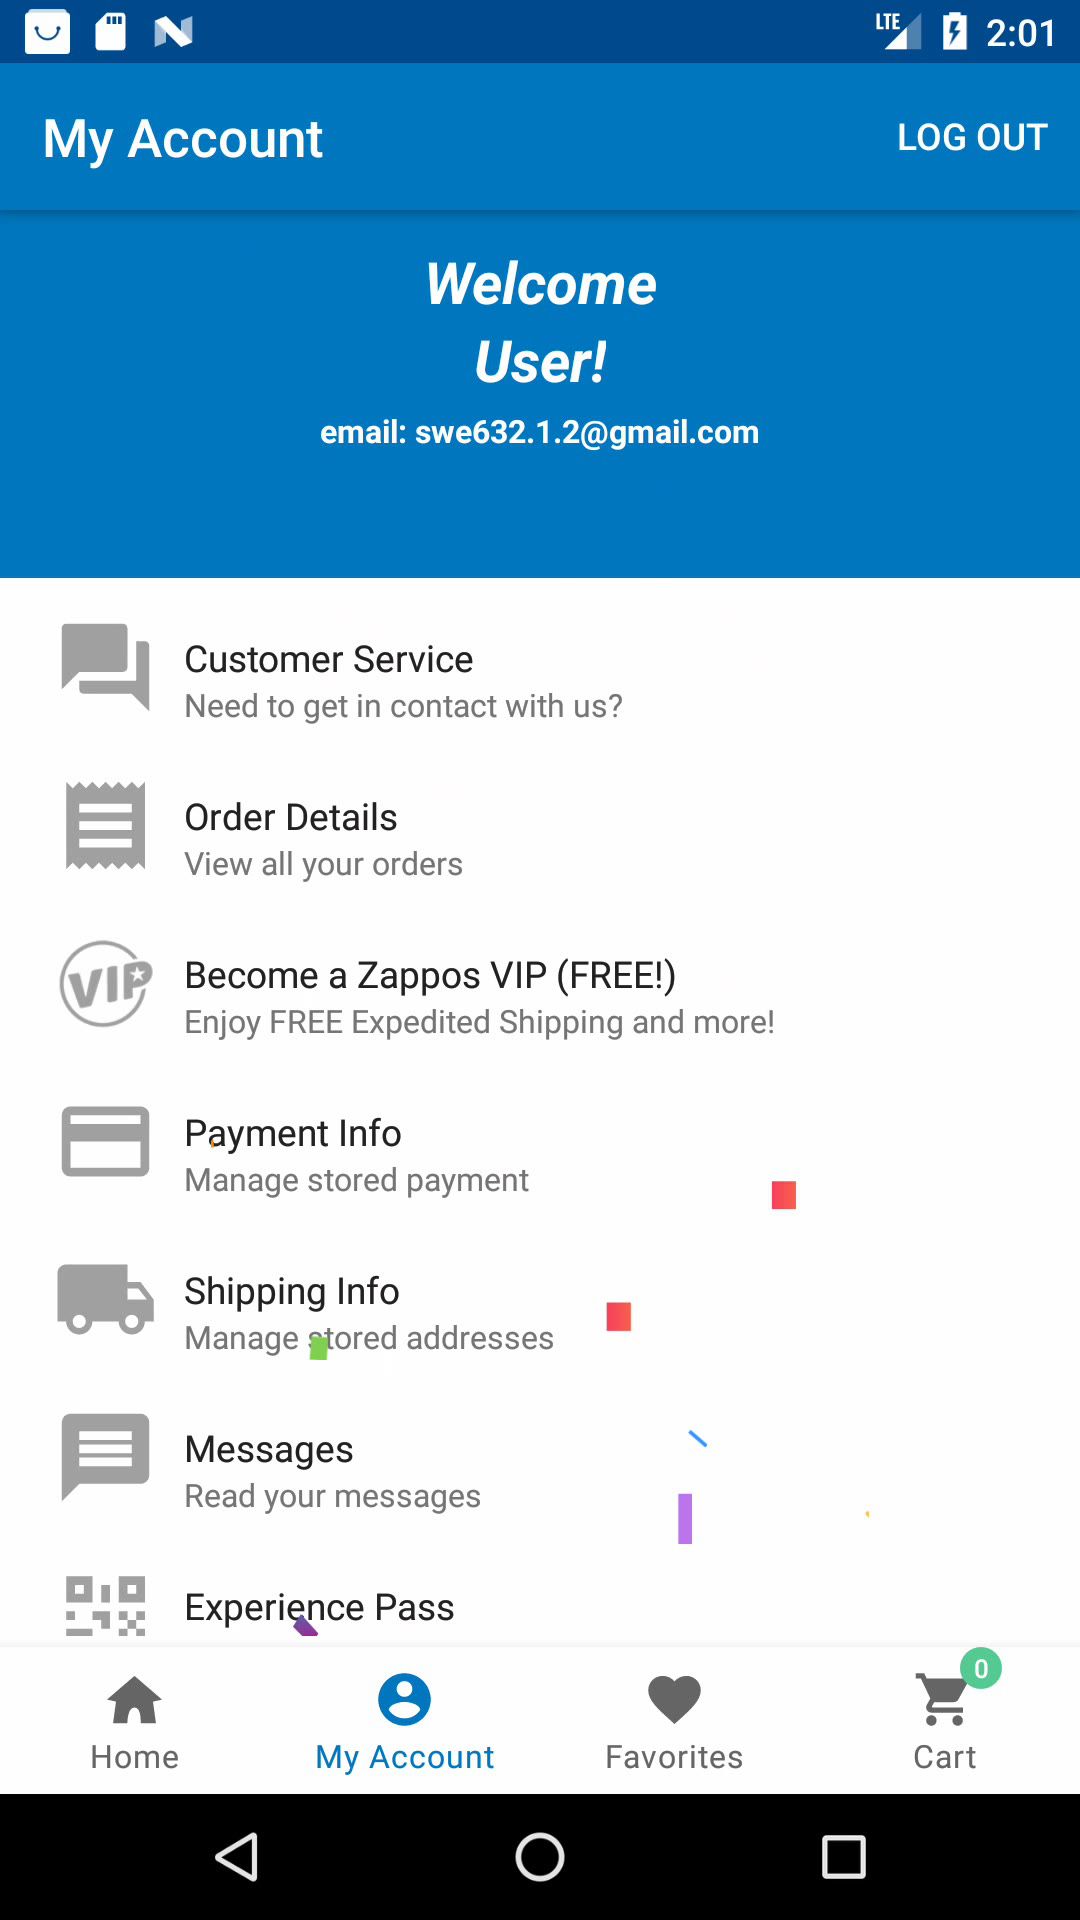 LTE 2:01
My Account LOG OUT
Welcome
User!
email: swe632.1.2@gmail.com
Customer Service
Need to get in contact with us?
Order Details
View all your orders
VIP
Become a Zappos VIP (FREE!)
Enjoy FREE Expedited Shipping and more!
Payment Info
Manage stored payment
Shipping Info
Manage stored addresses
Messages
Read your messages
Experience Pass
0
Home My Account Favorites Cart